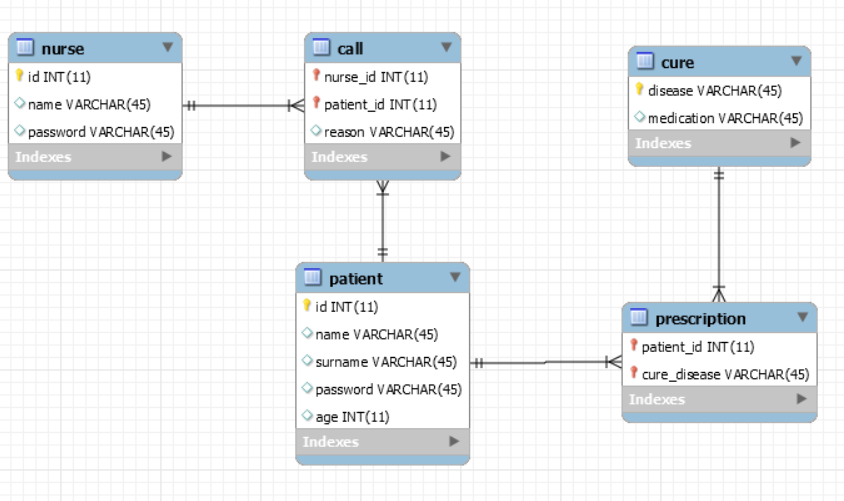 nurse
id INT(11)
name VARCHAR(45)
password VARCHAR(45)
Indexes
call
nurse_id INT(11)
patient_id INT(11)
reason VARCHAR(45)
Indexes
cure
disease VARCHAR(45)
medication VARCHAR(45)
Indexes
patient
id INT(11)
name VARCHAR(45)
surname VARCHAR(45)
password VARCHAR(45)
age INT(11)
Indexes
prescription
patient_id INT(11)
cure_disease VARCHAR(45)
Indexes